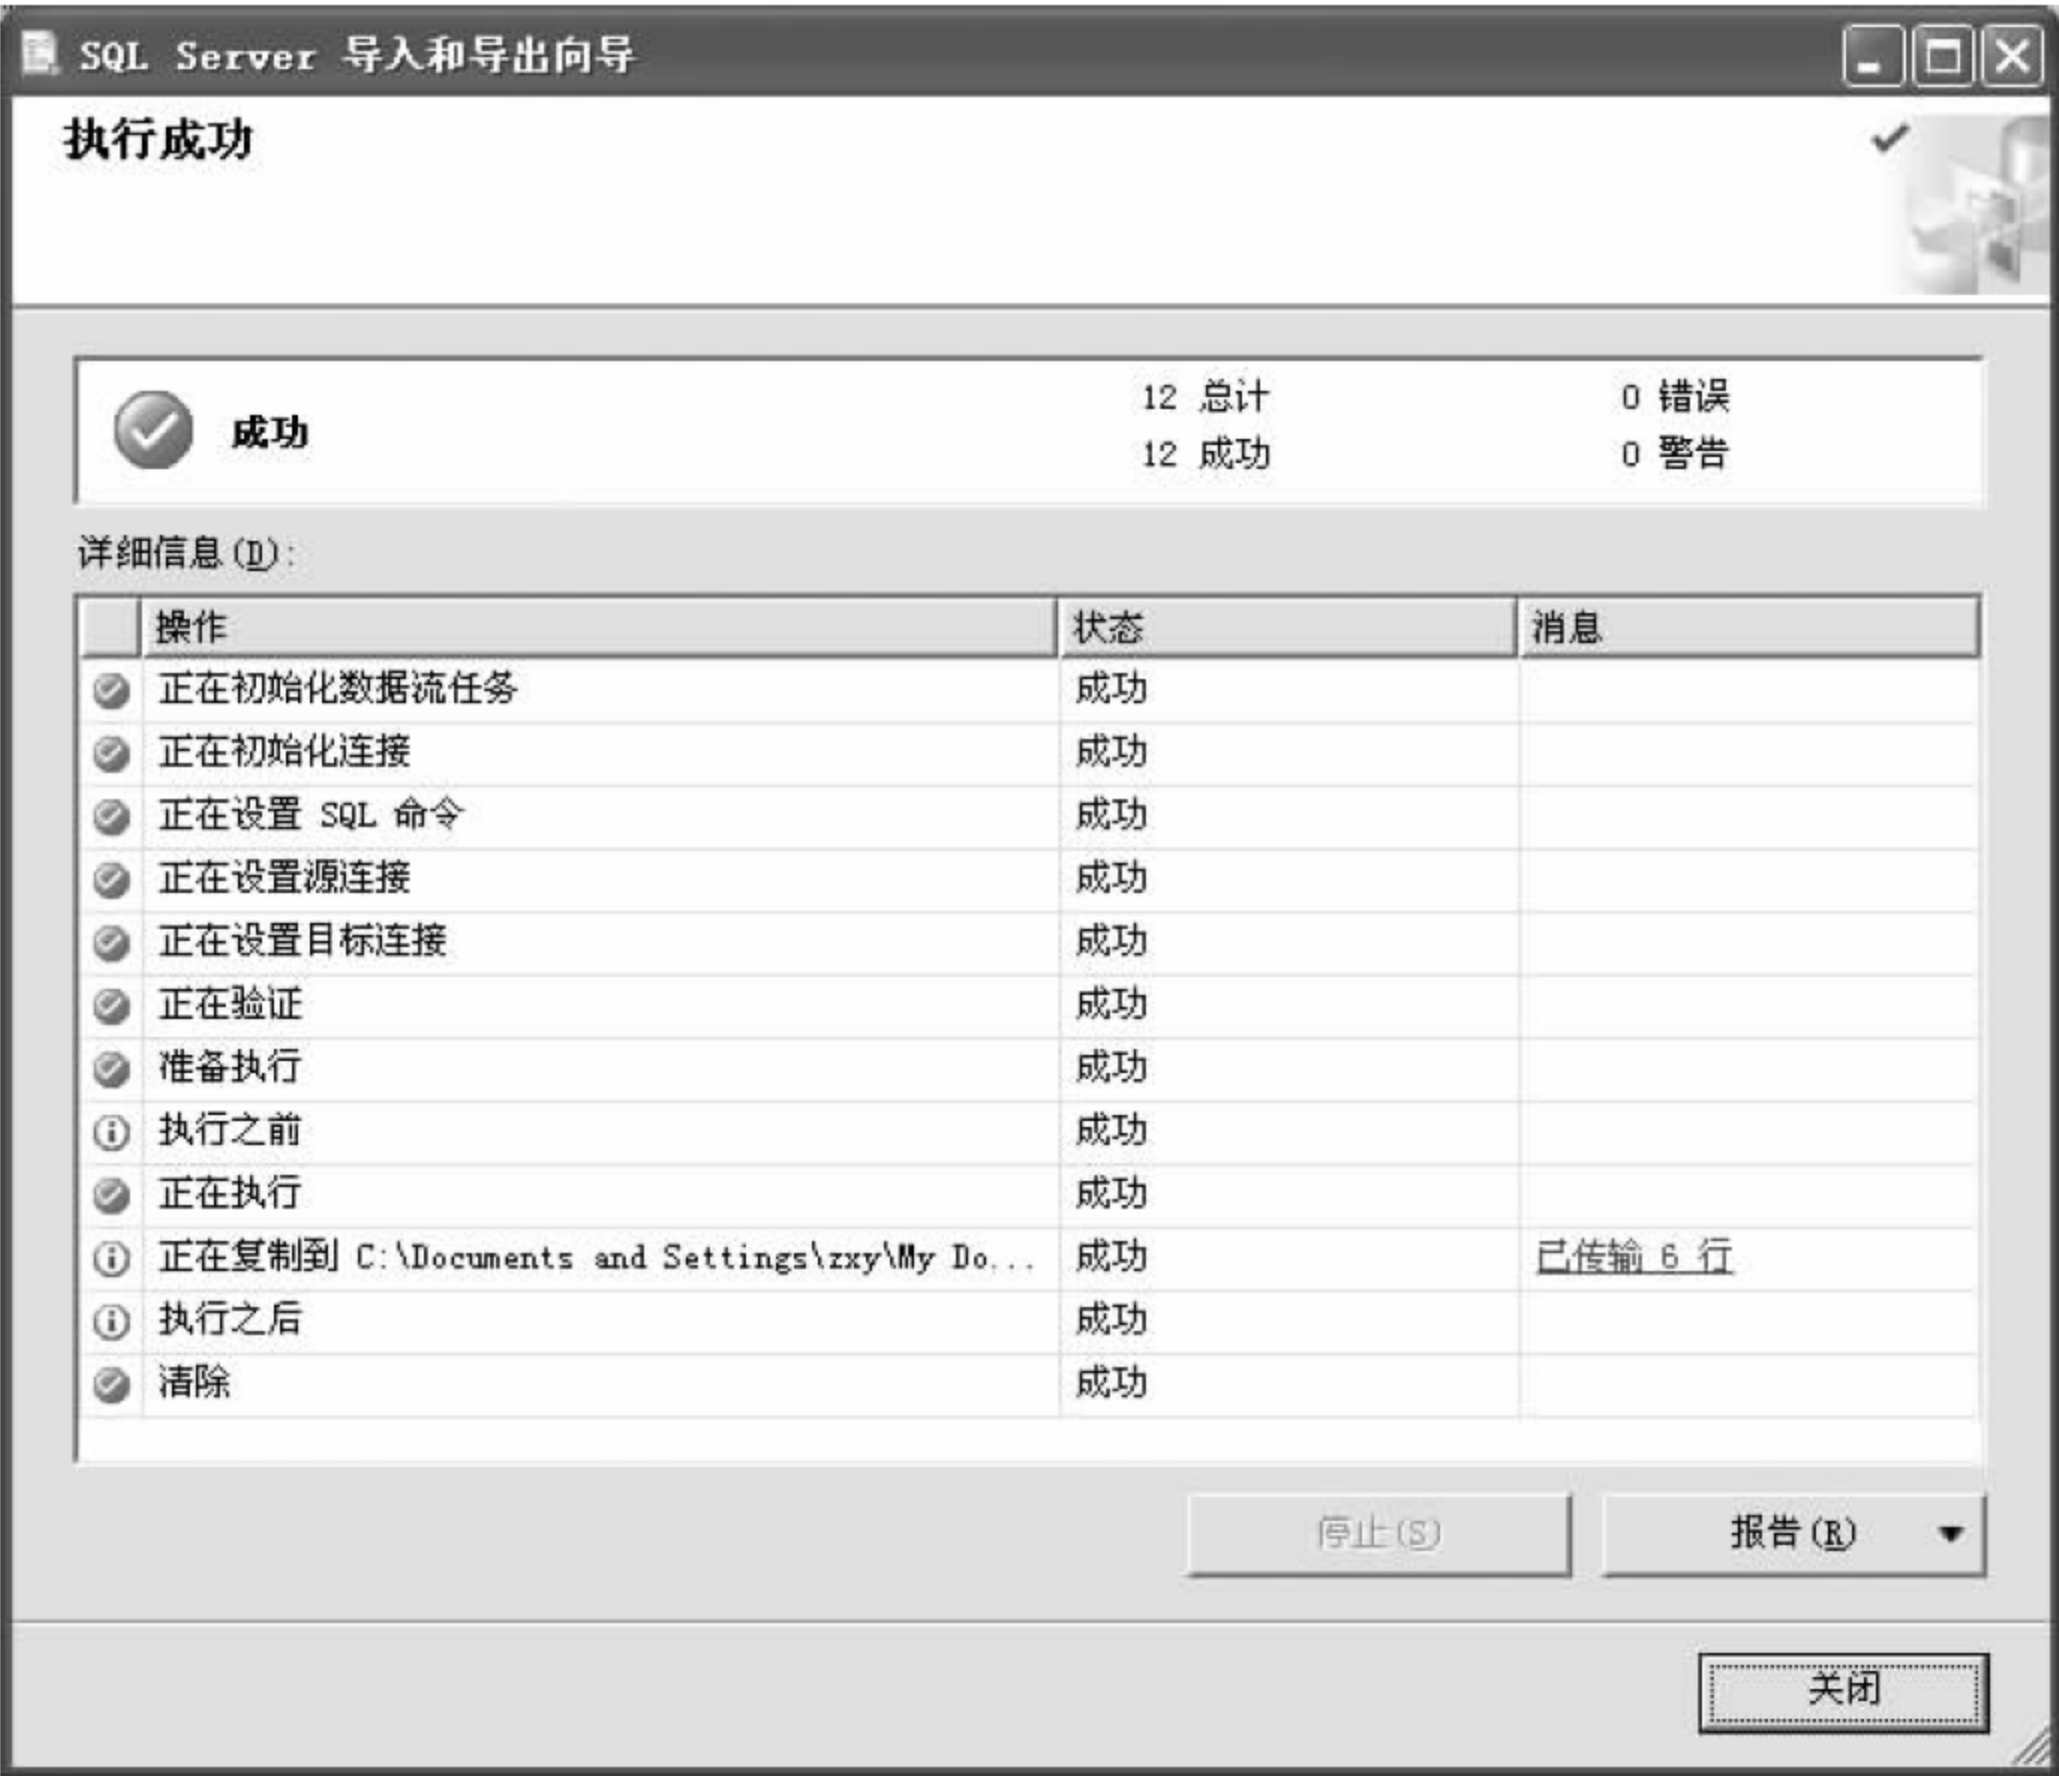 SQL Server 导入和导出向导
执行成功
成功
12 总计
0 错误
12 成功
0 警告
详细信息(D):
操作 状态 消息
正在初始化数据流任务 成功
正在初始化连接 成功
正在设置 SQL 命令 成功
正在设置源连接 成功
正在设置目标连接 成功
正在验证 成功
准备执行 成功
执行之前 成功
正在执行 成功
正在复制到 C:\Documents and Settings\zxy\My Do... 成功 已传输 6 行
执行之后 成功
清除 成功
停止(S) 报告(R)
关闭